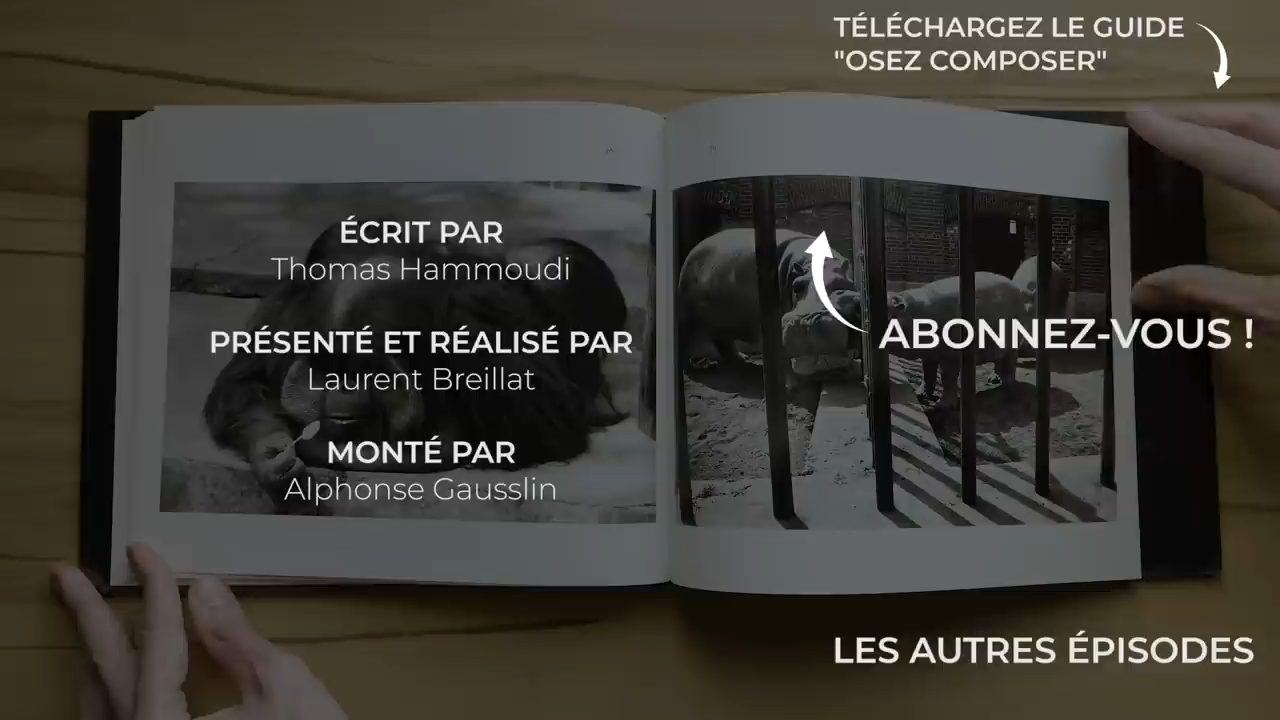 TÉLÉCHARGEZ LE GUIDE
"OSEZ COMPOSER"
ÉCRIT PAR
Thomas Hammoudi
PRÉSENTÉ ET RÉALISÉ PAR
Laurent Breillat
MONTÉ PAR
Alphonse Gausslin
ABONNEZ-VOUS !
LES AUTRES ÉPISODES